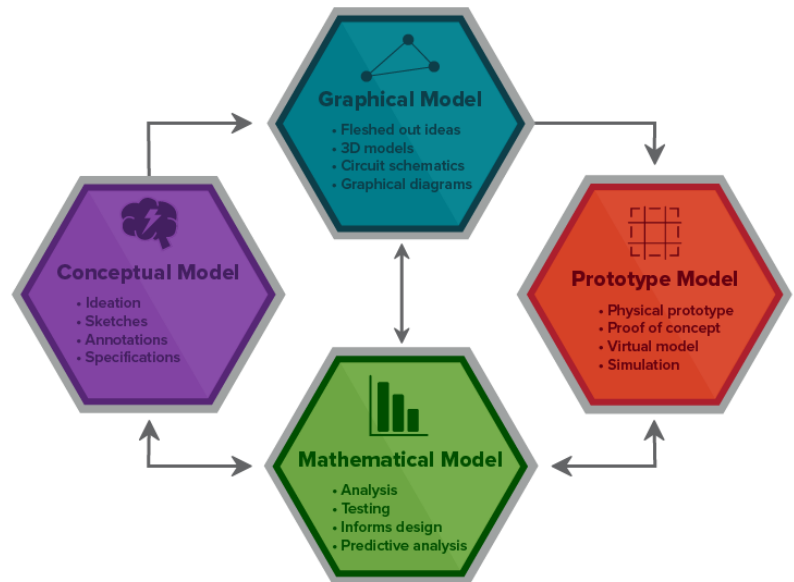 Graphical Model
• Fleshed out ideas
• 3D models
• Circuit schematics
• Graphical diagrams
Conceptual Model
• Ideation
• Sketches
• Annotations
• Specifications
Prototype Model
• Physical prototype
• Proof of concept
• Virtual model
• Simulation
Mathematical Model
• Analysis
• Testing
• Informs design
• Predictive analysis